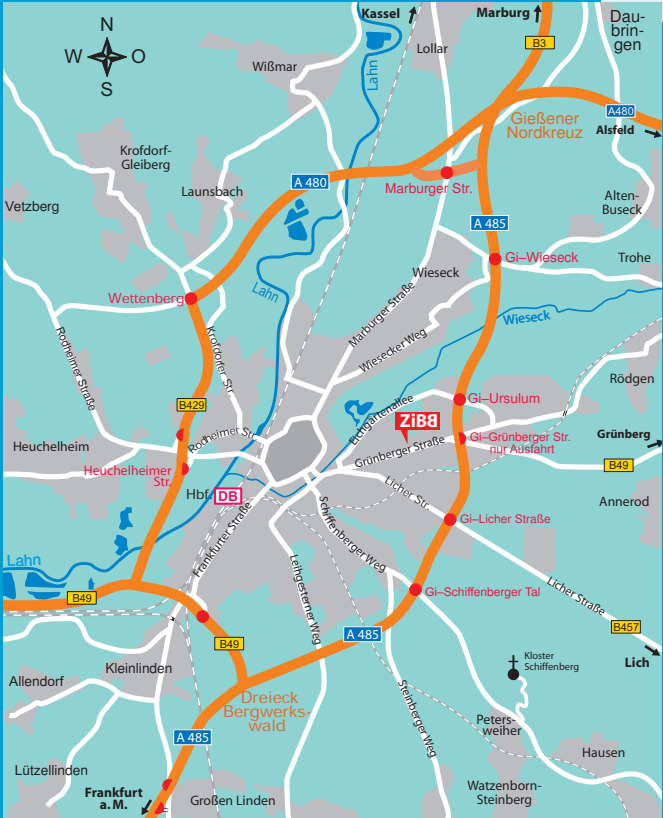 N
W
O
S
Kassel
Marburg
Dau-
brin-
gen
B3
Lollar
Wißmar
Lahn
A480
Alsfeld
Gießener
Nordkreuz
Krofdorf-
Gleiberg
Launsbach
A 480
Marburger Str.
Vetzberg
Alten-
Buseck
A 485
Gi–Wieseck
Trohe
Wieseck
Wettenberg
Lahn
Marburger Straße
Wieseck
Rodheimer Straße
Krofdorfer Str.
Wiesecker Weg
Rödgen
B429
Gi–Ursulum
Eichgartenallee
ZiBB
Rodheimer Str.
Grünberger Straße
Gi–Grünberger Str.
nur Ausfahrt
Grünberg
Heuchelheim
Heuchelheimer
Str.
B49
Hbf.
DB
Licher Str.
Annerod
Frankfurter Straße
Schiffenberger Weg
Gi–Licher Straße
Lahn
Leihgesterner Weg
Gi–Schiffenberger Tal
Licher Straße
B49
B457
A 485
B49
Lich
Kloster
Schiffenberg
Kleinlinden
Allendorf
Dreieck
Bergwerks-
wald
Steinberger Weg
Peters-
weiher
A 485
Hausen
Lützellinden
Frankfurt
a. M.
Großen Linden
Watzenborn-
Steinberg